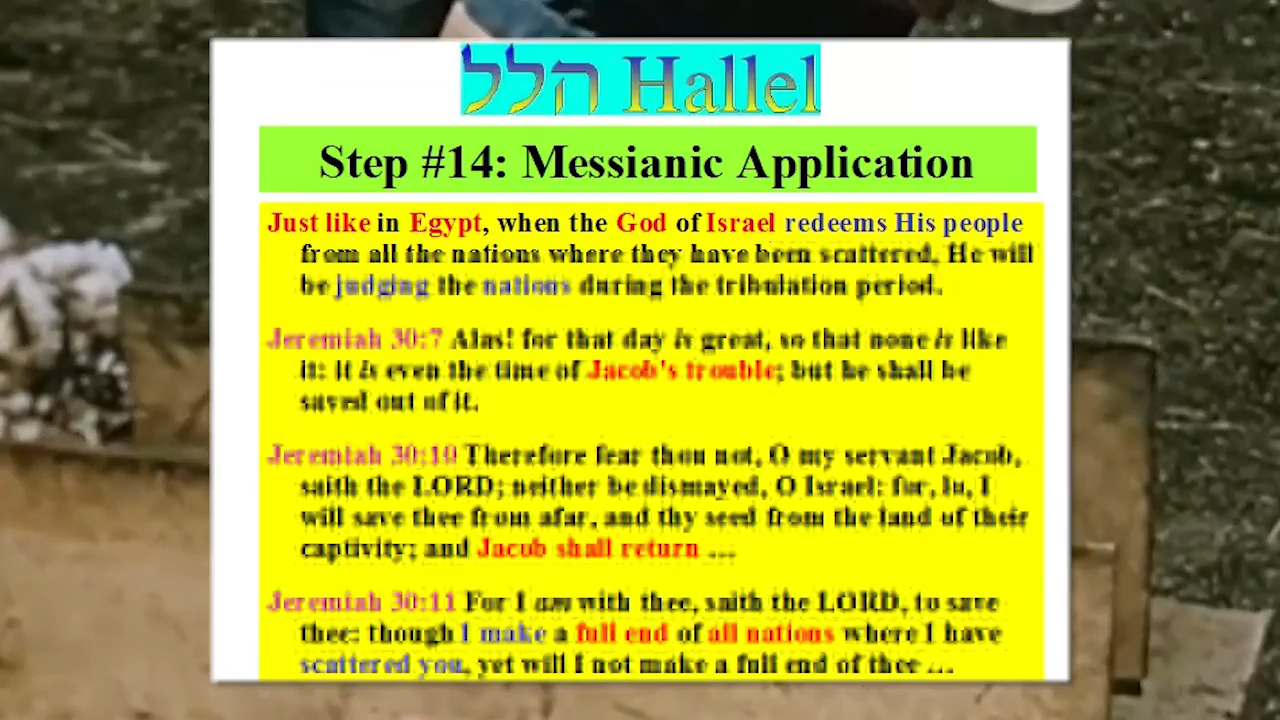 הלל Hallel
Step #14: Messianic Application
Just like in Egypt, when the God of Israel redeems His people
from all the nations where they have been scattered, He will
be judging the nations during the tribulation period.
Jeremiah 30:7 Alas! for that day is great, so that none is like
it: it is even the time of Jacob's trouble; but he shall be
saved out of it.
Jeremiah 30:10 Therefore fear thou not, O my servant Jacob,
saith the LORD; neither be dismayed, O Israel: for, lo, I
will save thee from afar, and thy seed from the land of their
captivity; and Jacob shall return ...
Jeremiah 30:11 For I am with thee, saith the LORD, to save
thee: though I make a full end of all nations where I have
scattered you, yet will I not make a full end of thee ...